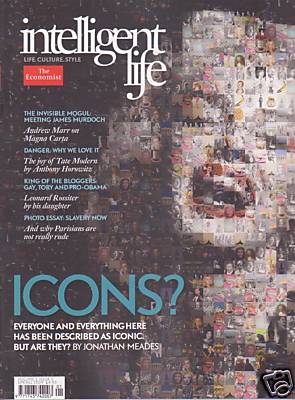 intelligent
life
LIFE CULTURE STYLE
The
Economist
THE INVISIBLE MOGUL:
MEETING JAMES MURDOCH
Andrew Marr on
Magna Carta
DANGER: WHY WE LOVE IT
The joy of Tate Modern
by Anthony Horowitz
KING OF THE BLOGGERS:
GAY, TORY AND PRO-OBAMA
Leonard Rossiter
by his daughter
PHOTO ESSAY: SLAVERY NOW
And why Parisians are
not really rude
ICONS?
EVERYONE AND EVERYTHING HERE
HAS BEEN DESCRIBED AS ICONIC.
BUT ARE THEY? BY JONATHAN MEADES